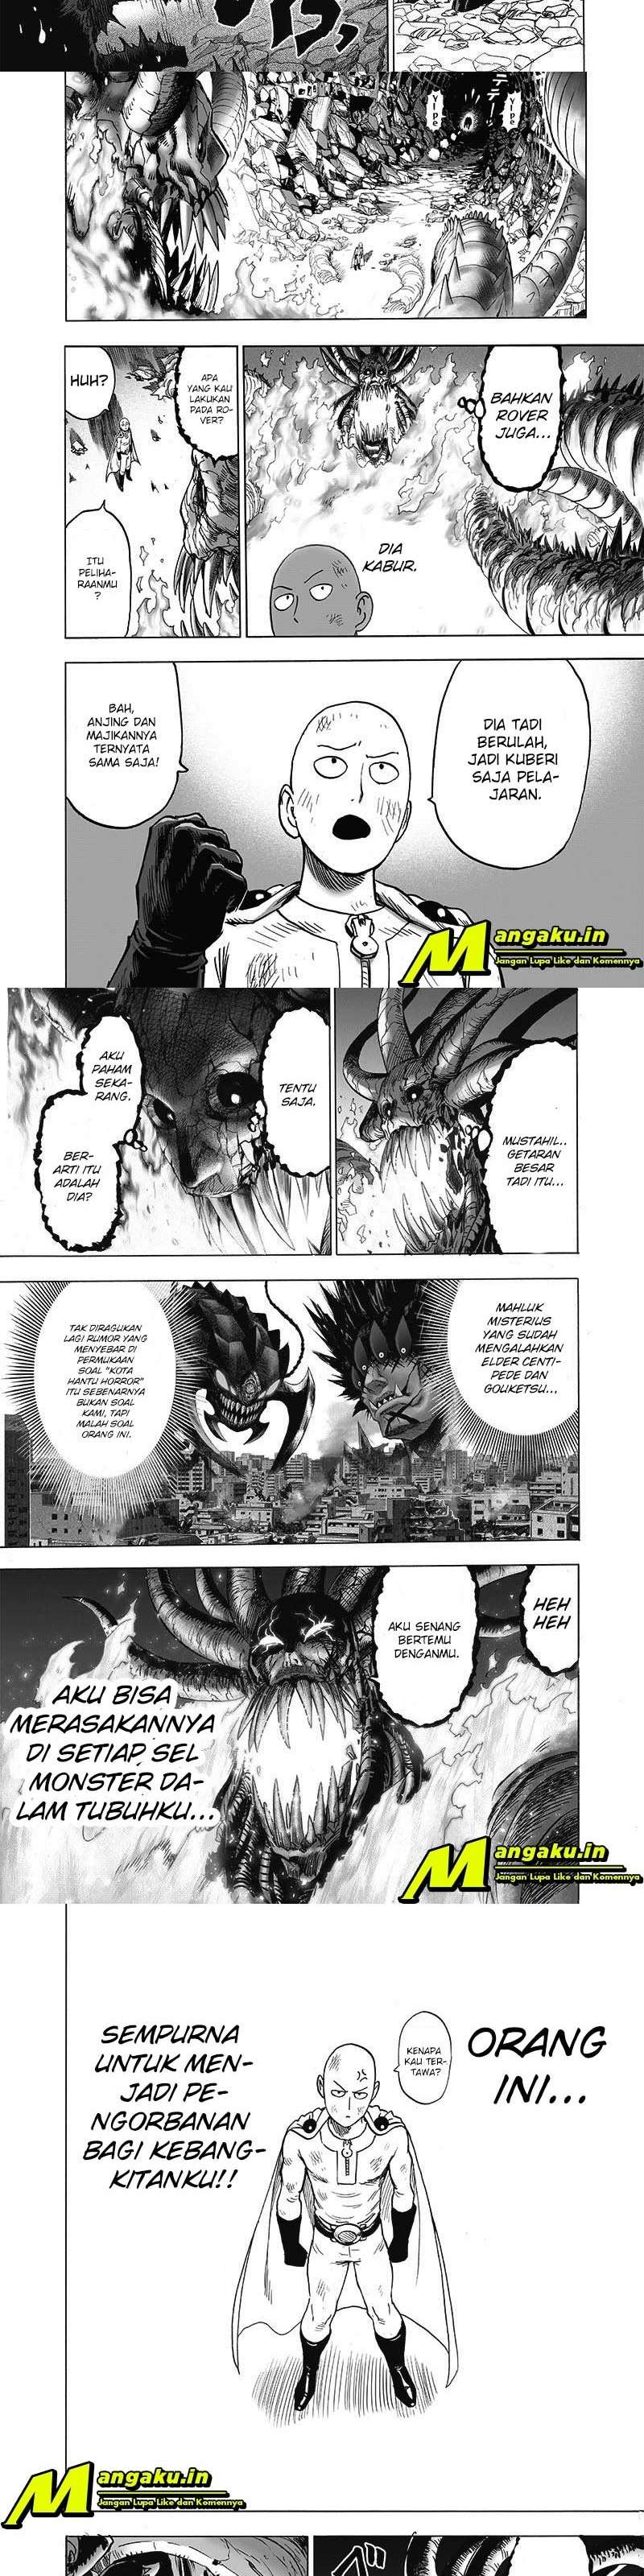 デデ
YIPE
YIPE
BAHKAN
ROVER
JUGA...
DIA
KABUR.
APA
YANG KAU
LAKUKAN
PADA RO-
VER?
HUH?
ITU
PELIHA-
RAANMU
?
DIA TADI
BERULAH,
JADI KUBERI
SAJA PELA-
JARAN.
BAH,
ANJING DAN
MAJIKANNYA
TERNYATA
SAMA SAJA!
Mangaku.in
Jangan Lupa Like dan Komennya
MUSTAHIL..
GETARAN
BESAR
TADI ITU...
TENTU
SAJA.
AKU
PAHAM
SEKA-
RANG.
BER-
ARTI ITU
ADALAH
DIA?
MAHLUK
MISTERIUS
YANG SUDAH
MENGALAHKAN
ELDER CENTI-
PEDE DAN
GOUKETSU...
TAK DIRAGUKAN
LAGI RUMOR YANG
MENYEBAR DI
PERMUKAAN
SOAL "KOTA
HANTU HORROR"
ITU SEBENARNYA
BUKAN SOAL
KAMI, TAPI
MALAH SOAL
ORANG INI.
HEH
HEH
AKU SENANG
BERTEMU
DENGANMU.
AKU BISA
MERASAKANNYA
DI SETIAP SEL
MONSTER DA-
LAM TUBUHKU...
Mangaku.in
Jangan Lupa Like dan Komennya
ORANG
INI...
KENAPA
KAU TER-
TAWA?
SEMPURNA
UNTUK MEN-
JADI PE-
NGORBANAN
BAGI KEBANG-
KITANKU!!
Mangaku.in
Jangan Lupa Like dan Komennya